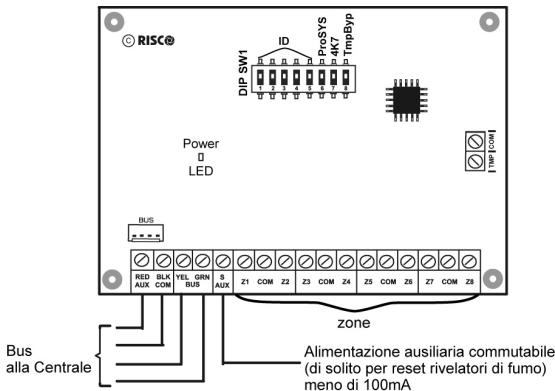 © RISCO
ID
ProSYS
4K7
TmpByp
DIP SW1
1 2 3 4 5 6 7 8
Power
LED
COM
TMP
BUS
RED BLK YEL GRN S
AUX COM BUS AUX Z1 COM Z2 Z3 COM Z4 Z5 COM Z6 Z7 COM Z8
zone
Bus
alla Centrale
Alimentazione ausiliaria commutabile
(di solito per reset rivelatori di fumo)
meno di 100mA